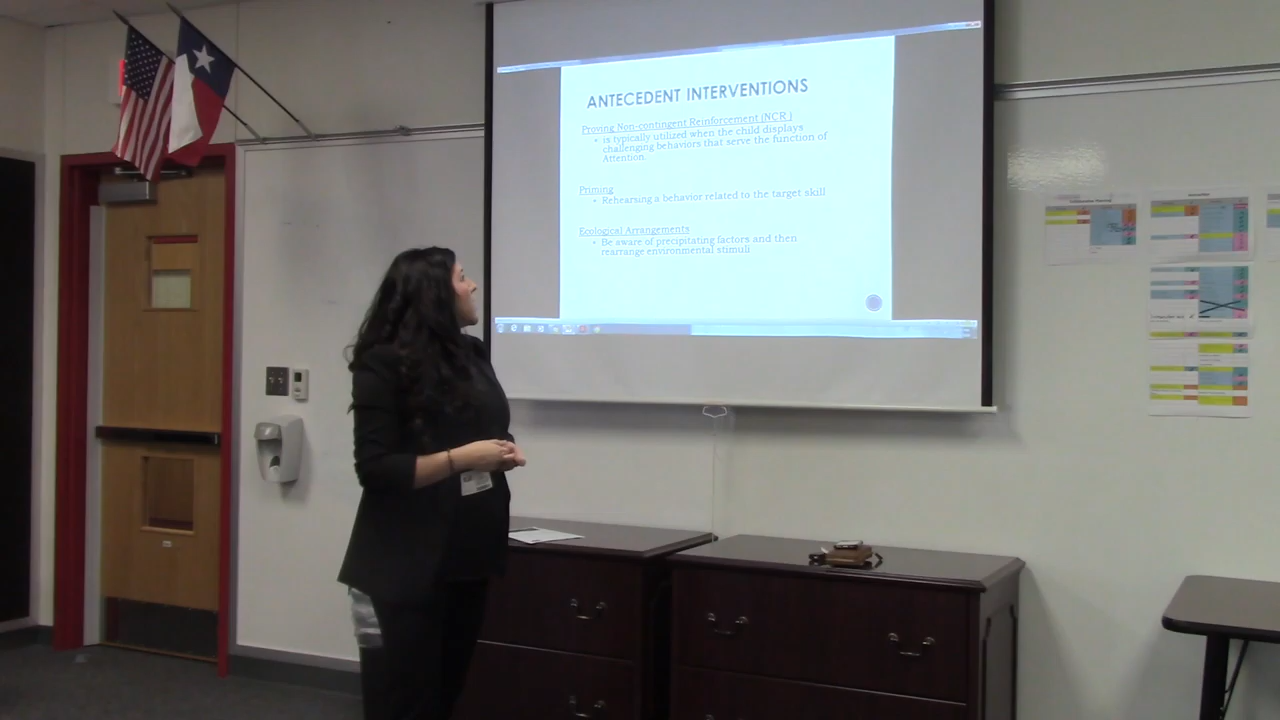 ANTECEDENT INTERVENTIONS
Proving Non-contingent Reinforcement (NCR )
• is typically utilized when the child displays
challenging behaviors that serve the function of
Attention.
Priming
• Rehearsing a behavior related to the target skill
Ecological Arrangements
• Be aware of precipitating factors and then
rearrange environmental stimuli